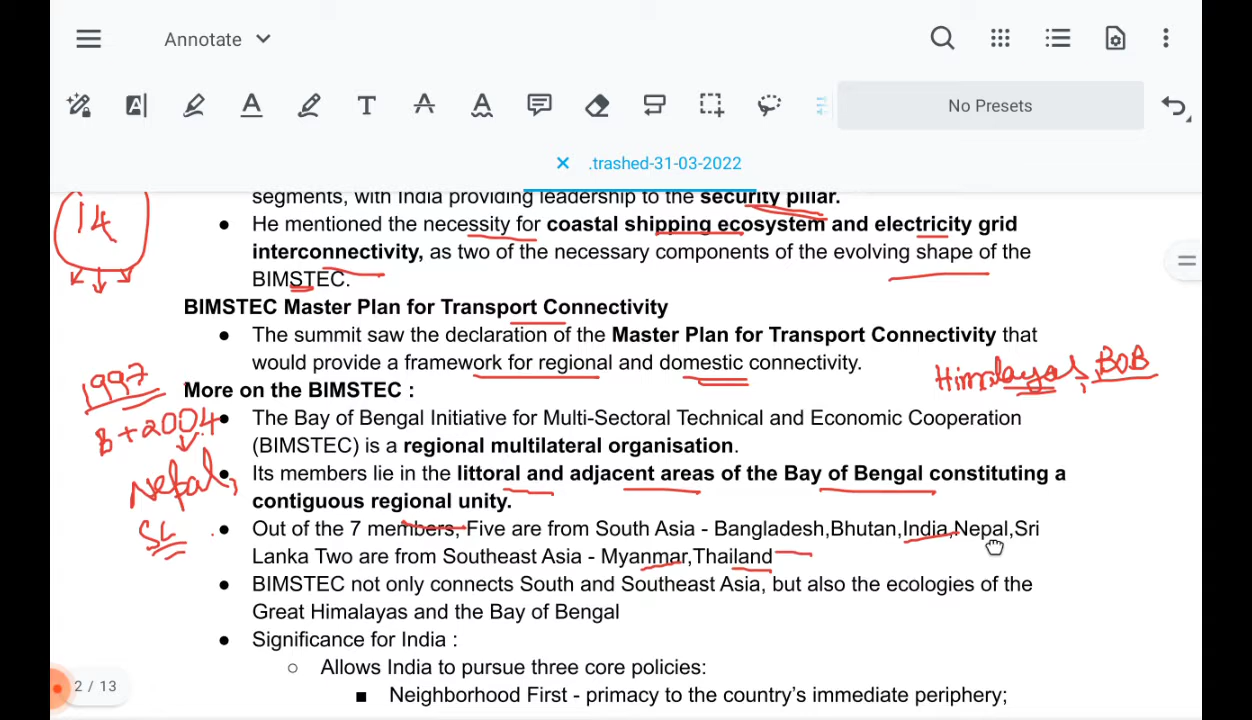 Annotate
No Presets
.trashed-31-03-2022
segments, with India providing leadership to the security pillar.
14
● He mentioned the necessity for coastal shipping ecosystem and electricity grid
interconnectivity, as two of the necessary components of the evolving shape of the
BIMSTEC.
BIMSTEC Master Plan for Transport Connectivity
● The summit saw the declaration of the Master Plan for Transport Connectivity that
would provide a framework for regional and domestic connectivity.
Himalayas, BOB
1997
More on the BIMSTEC :
B+2004
● The Bay of Bengal Initiative for Multi-Sectoral Technical and Economic Cooperation
(BIMSTEC) is a regional multilateral organisation.
Nepal,
● Its members lie in the littoral and adjacent areas of the Bay of Bengal constituting a
contiguous regional unity.
SL
● Out of the 7 members, Five are from South Asia - Bangladesh,Bhutan,India,Nepal,Sri
Lanka Two are from Southeast Asia - Myanmar,Thailand
● BIMSTEC not only connects South and Southeast Asia, but also the ecologies of the
Great Himalayas and the Bay of Bengal
● Significance for India :
○ Allows India to pursue three core policies:
2 / 13
■ Neighborhood First - primacy to the country's immediate periphery;